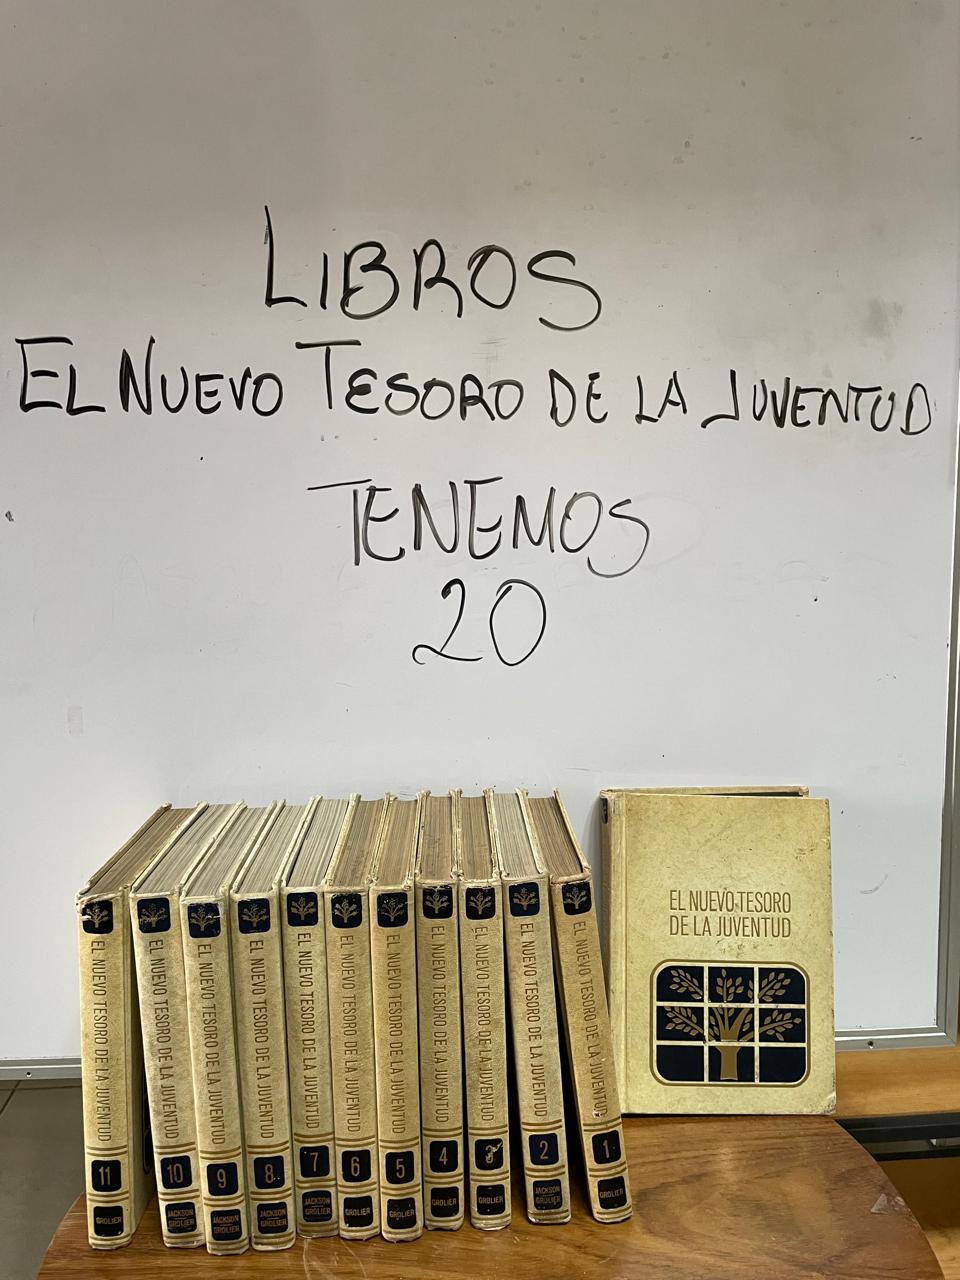 LIBROS
EL NUEVO TESORO DE LA JUVENTUD
TENEMOS
20
EL NUEVO TESORO
DE LA JUVENTUD
EL NUEVO TESORO DE LA JUVENTUD
11
GROLIER
EL NUEVO TESORO DE LA JUVENTUD
10
JACKSON
GROLIER
EL NUEVO TESORO DE LA JUVENTUD
9
JACKSON
GROLIER
EL NUEVO TESORO DE LA JUVENTUD
8
JACKSON
GROLIER
EL NUEVO TESORO DE LA JUVENTUD
7
JACKSON
GROLIER
EL NUEVO TESORO DE LA JUVENTUD
6
GROLIER
EL NUEVO TESORO DE LA JUVENTUD
5
GROLIER
EL NUEVO TESORO DE LA JUVENTUD
4
GROLIER
EL NUEVO TESORO DE LA JUVENTUD
3
GROLIER
EL NUEVO TESORO DE LA JUVENTUD
2
JACKSON
GROLIER
EL NUEVO TESORO DE LA JUVENTUD
1
GROLIER